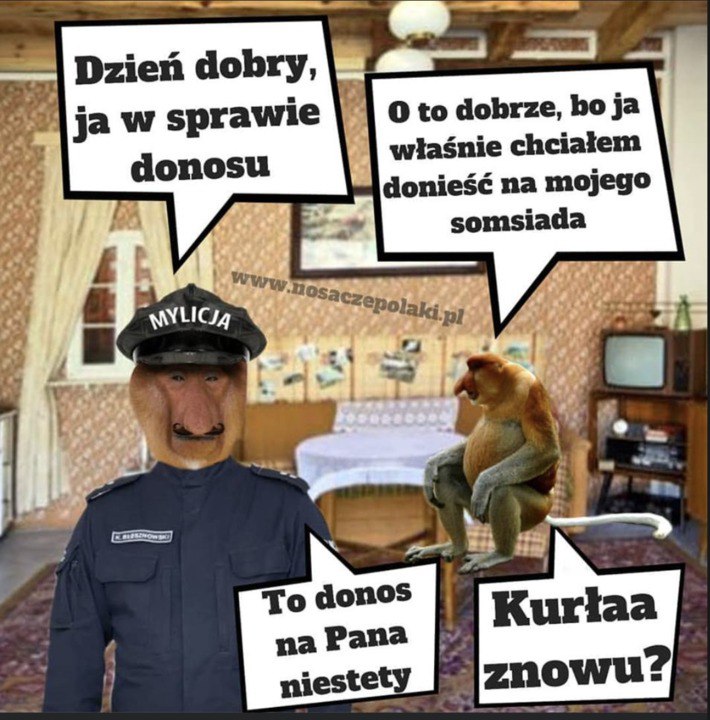 Dzień dobry,
ja w sprawie
donosu
O to dobrze, bo ja
właśnie chciałem
donieść na mojego
somsiada
www.nosaczepolaki.pl
MYLICJA
To donos
na Pana
niestety
Kurłaa
znowu?